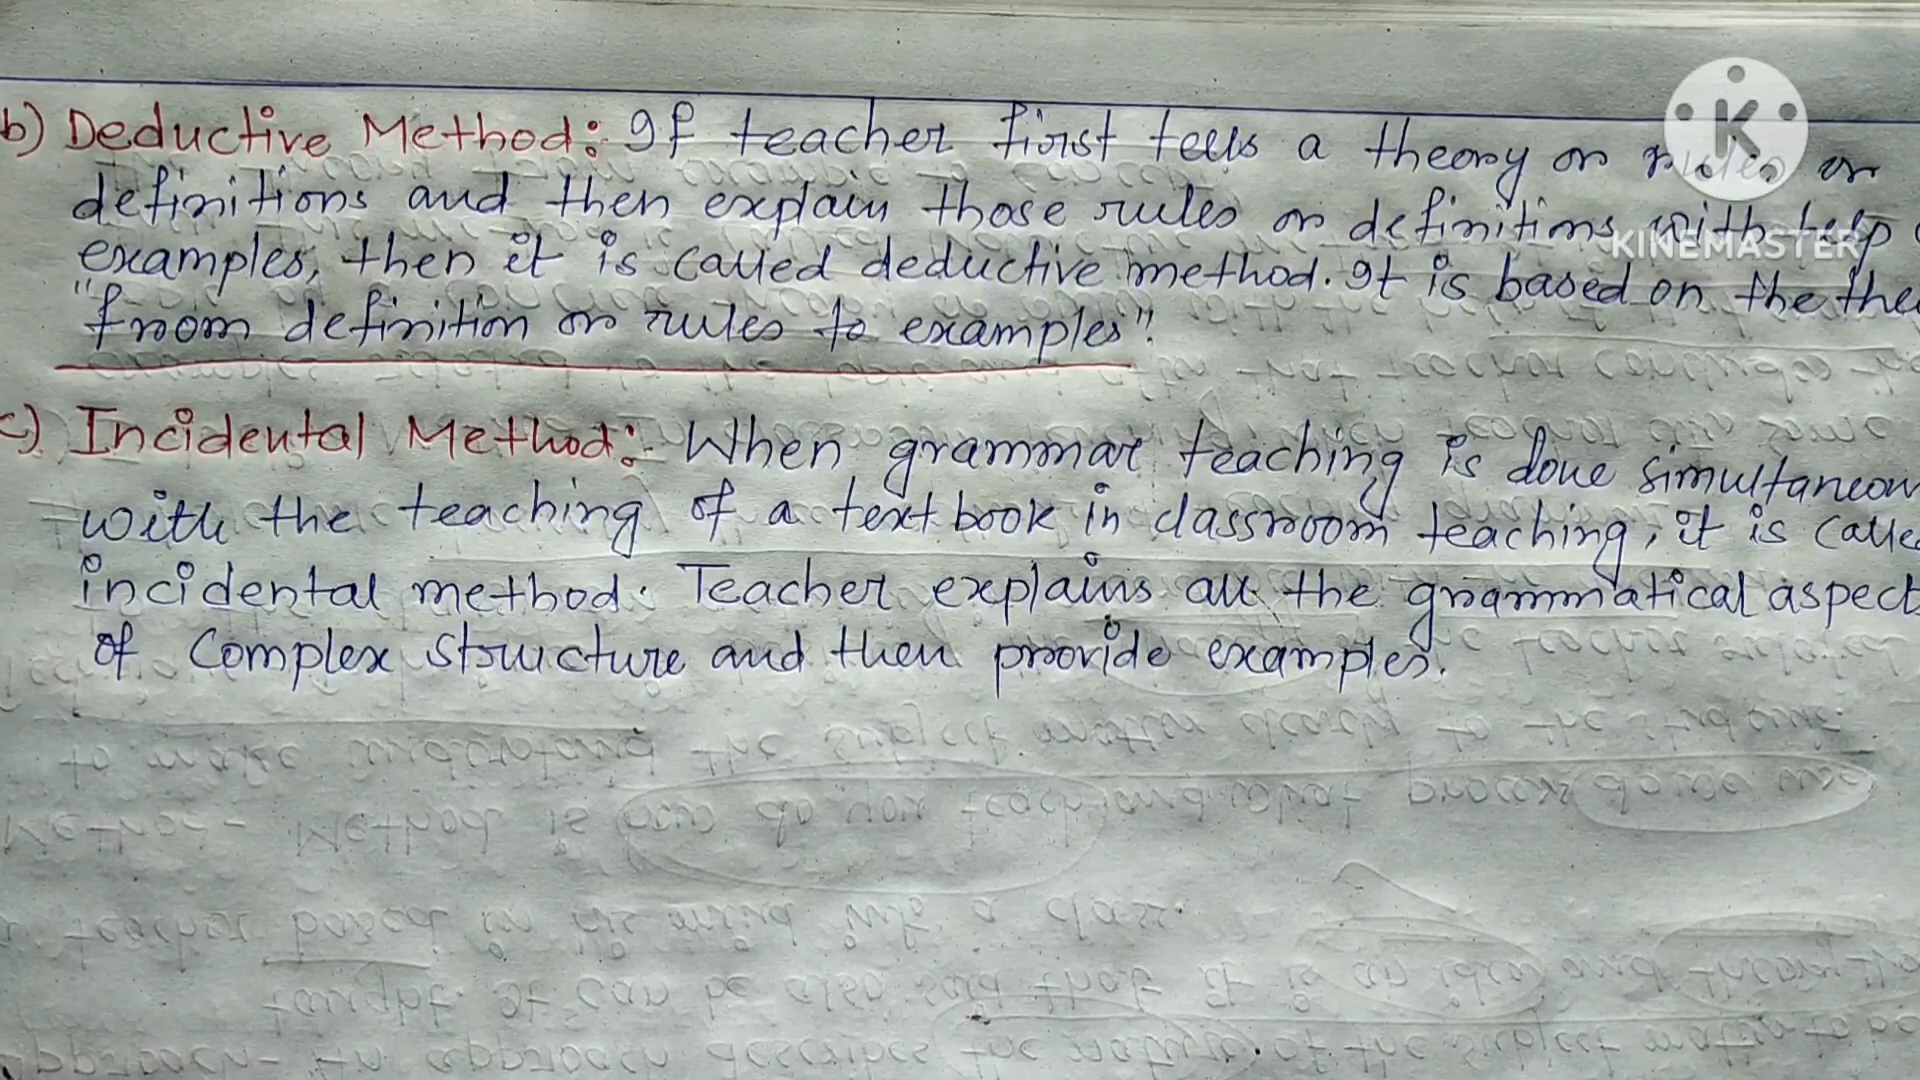 b) Deductive Method: If teacher first tells a theory or rules or
definitions and then explain those rules or definitions with help
examples, then it is called deductive method. It is based on the
"from definition or rules to examples".
c) Incidental Method:- When grammar teaching is done
with the teaching of a text book in classroom teaching, it is
incidental method. Teacher explains all the grammatical aspects
of Complex structure and then provide examples.
K
KINEMASTER